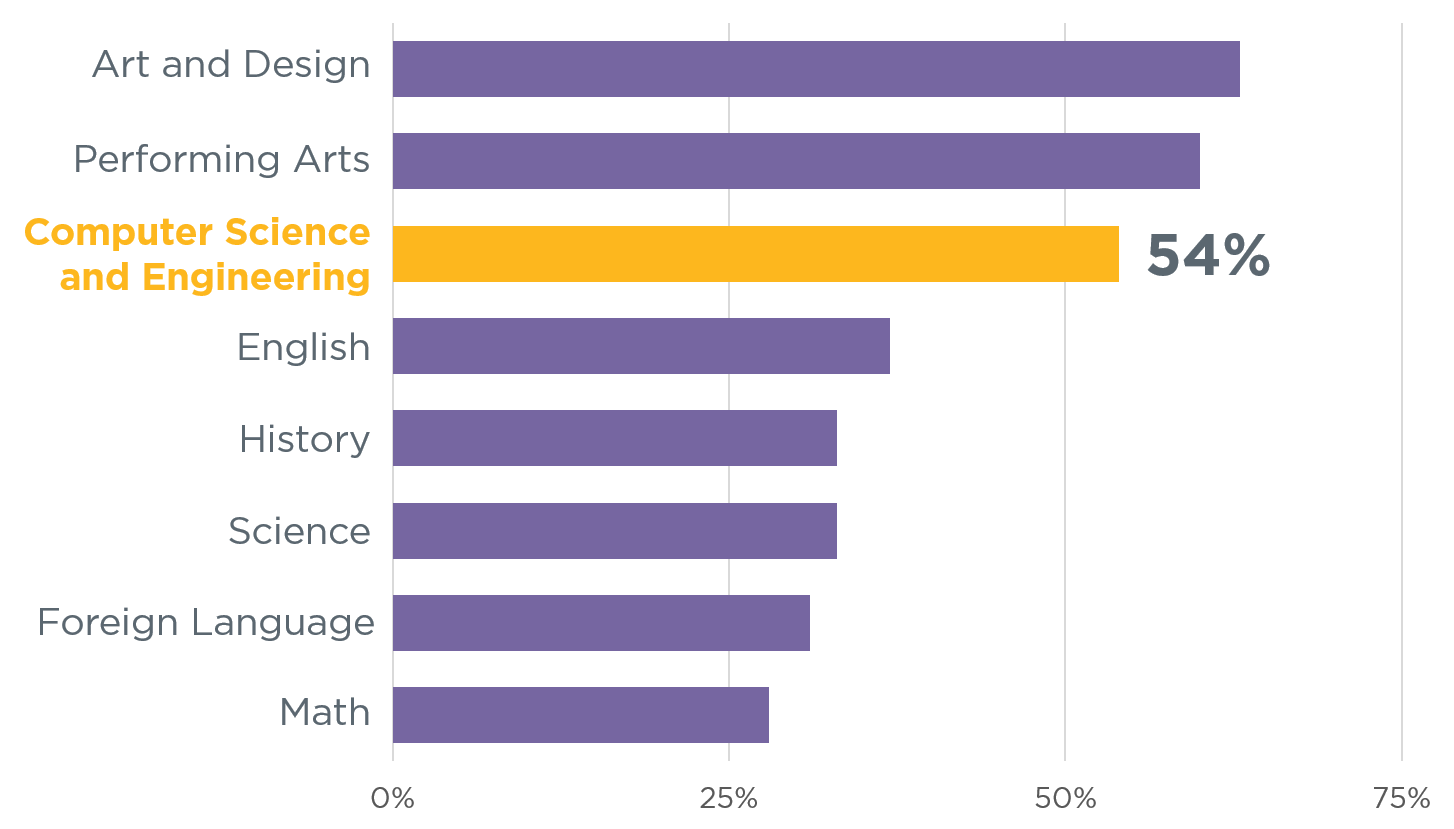 Art and Design
Performing Arts
Computer Science
and Engineering
54%
English
History
Science
Foreign Language
Math
0%
25%
50%
75%